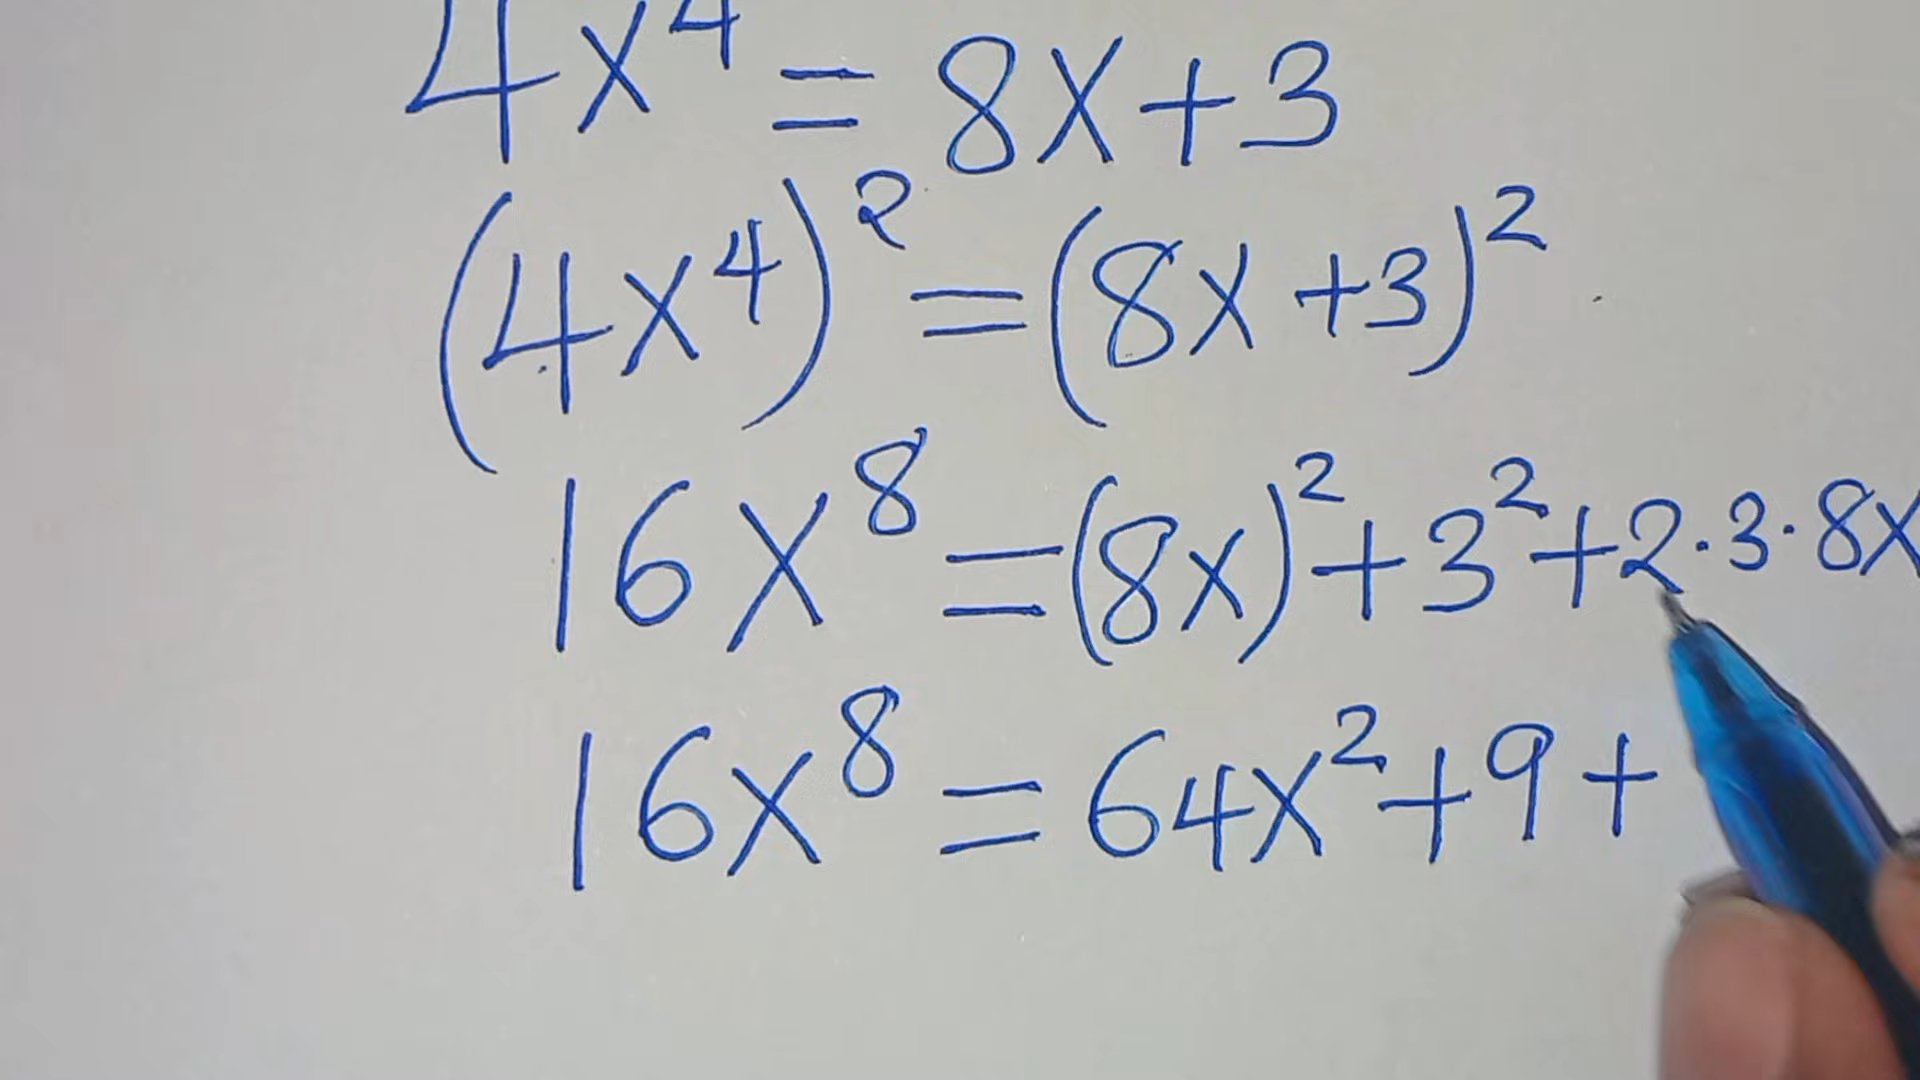 4x⁴ = 8x+3
(4x⁴)² = (8x+3)²
16x⁸ = (8x)²+3²+2·3·8x
16x⁸ = 64x²+9+